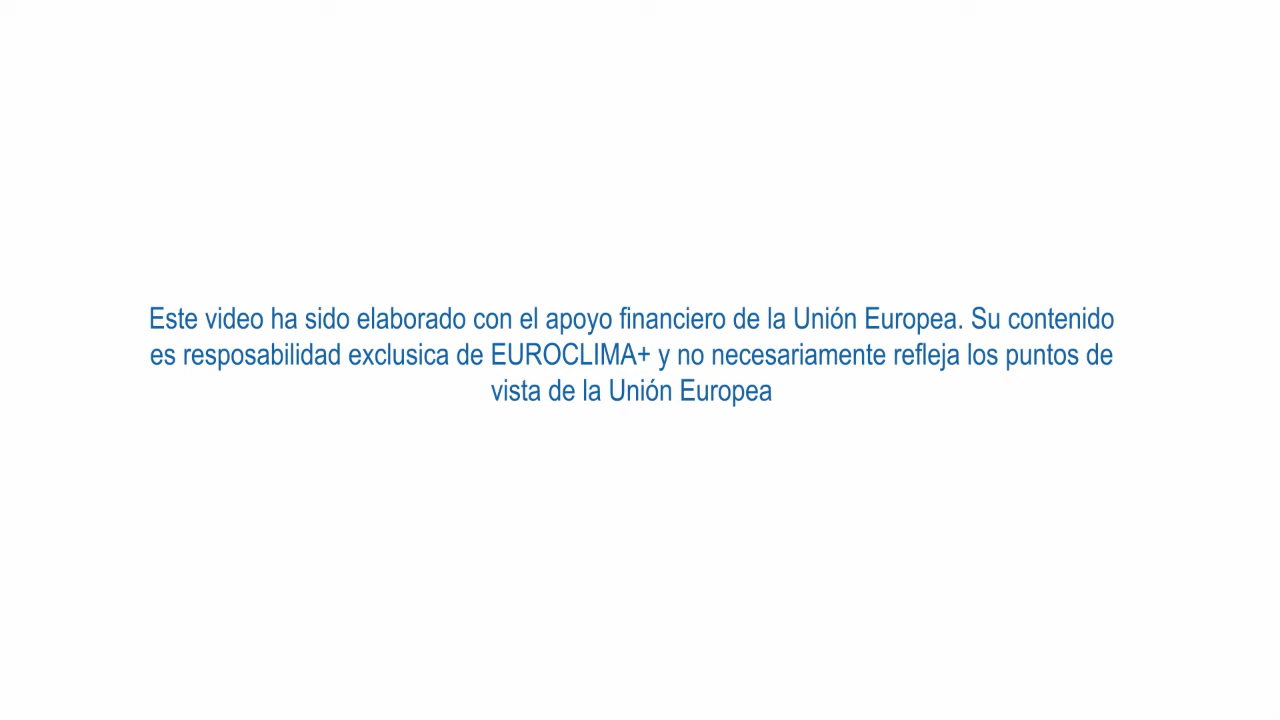 Este video ha sido elaborado con el apoyo financiero de la Unión Europea. Su contenido
es resposabilidad exclusica de EUROCLIMA+ y no necesariamente refleja los puntos de
vista de la Unión Europea